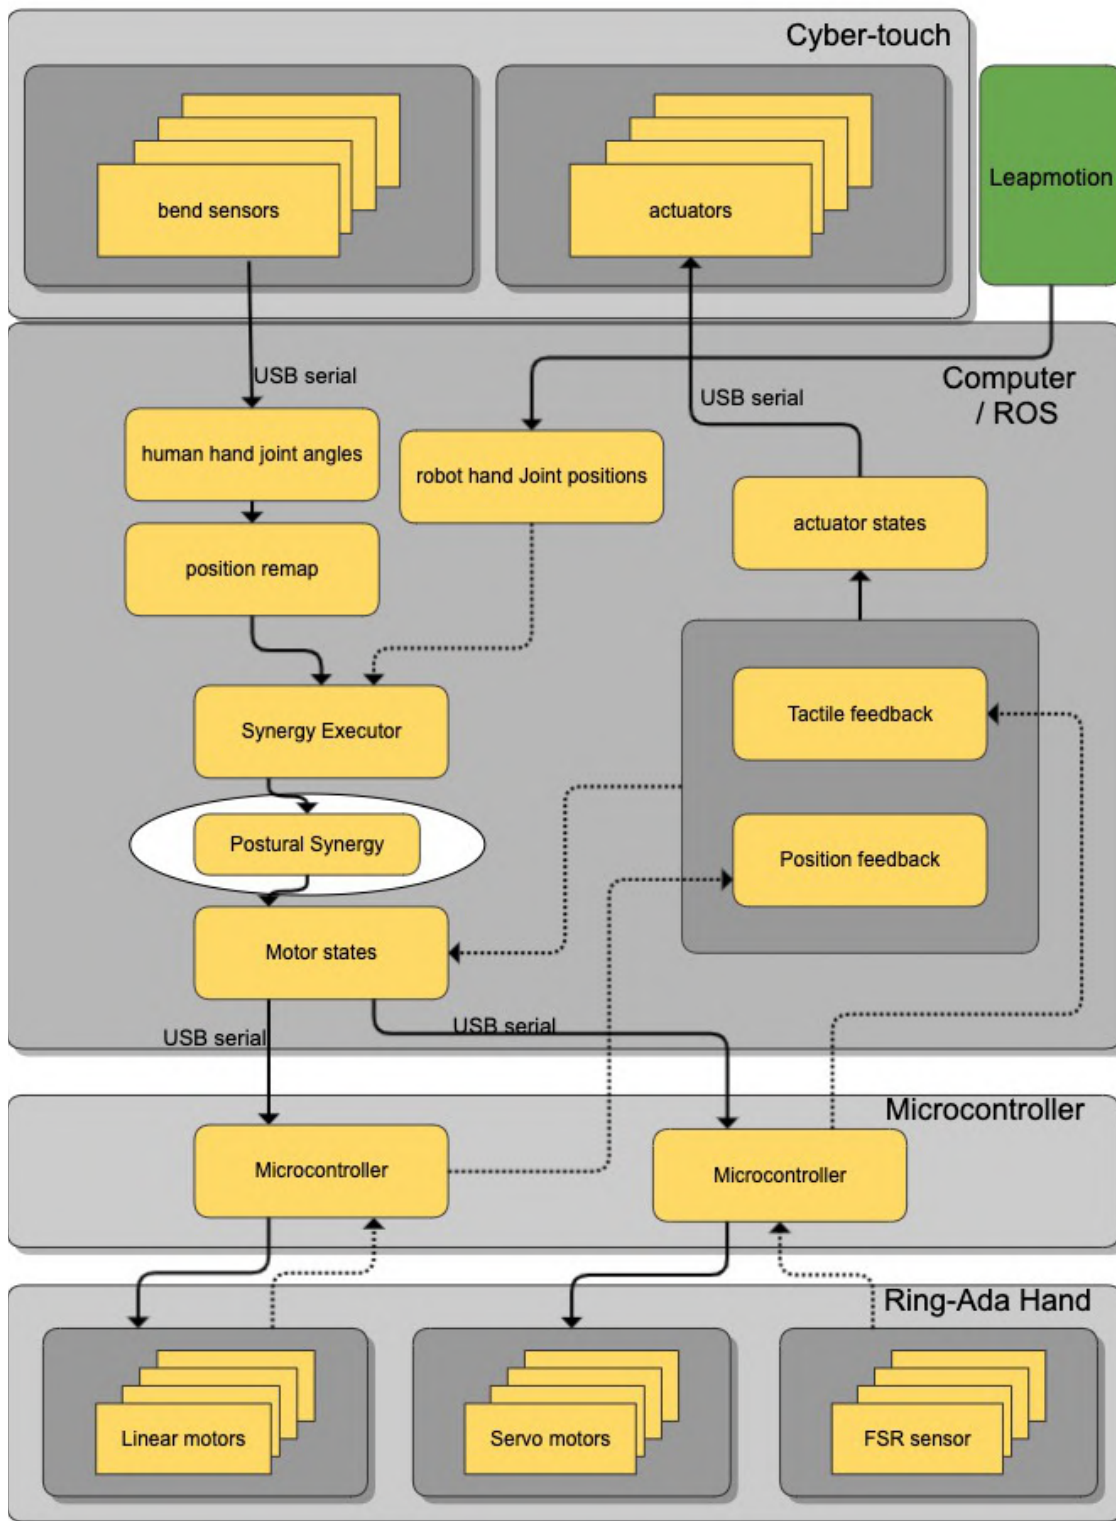 Cyber-touch
bend sensors
actuators
Leapmotion
USB serial
USB serial
Computer
/ ROS
human hand joint angles
robot hand Joint positions
actuator states
position remap
Synergy Executor
Tactile feedback
Postural Synergy
Position feedback
Motor states
USB serial
USB serial
Microcontroller
Microcontroller
Microcontroller
Ring-Ada Hand
Linear motors
Servo motors
FSR sensor